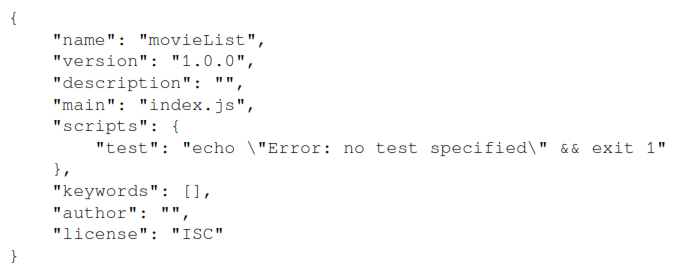 {
    "name": "movieList",
    "version": "1.0.0",
    "description": "",
    "main": "index.js",
    "scripts": {
        "test": "echo \"Error: no test specified\" && exit 1"
    },
    "keywords": [],
    "author": "",
    "license": "ISC"
}